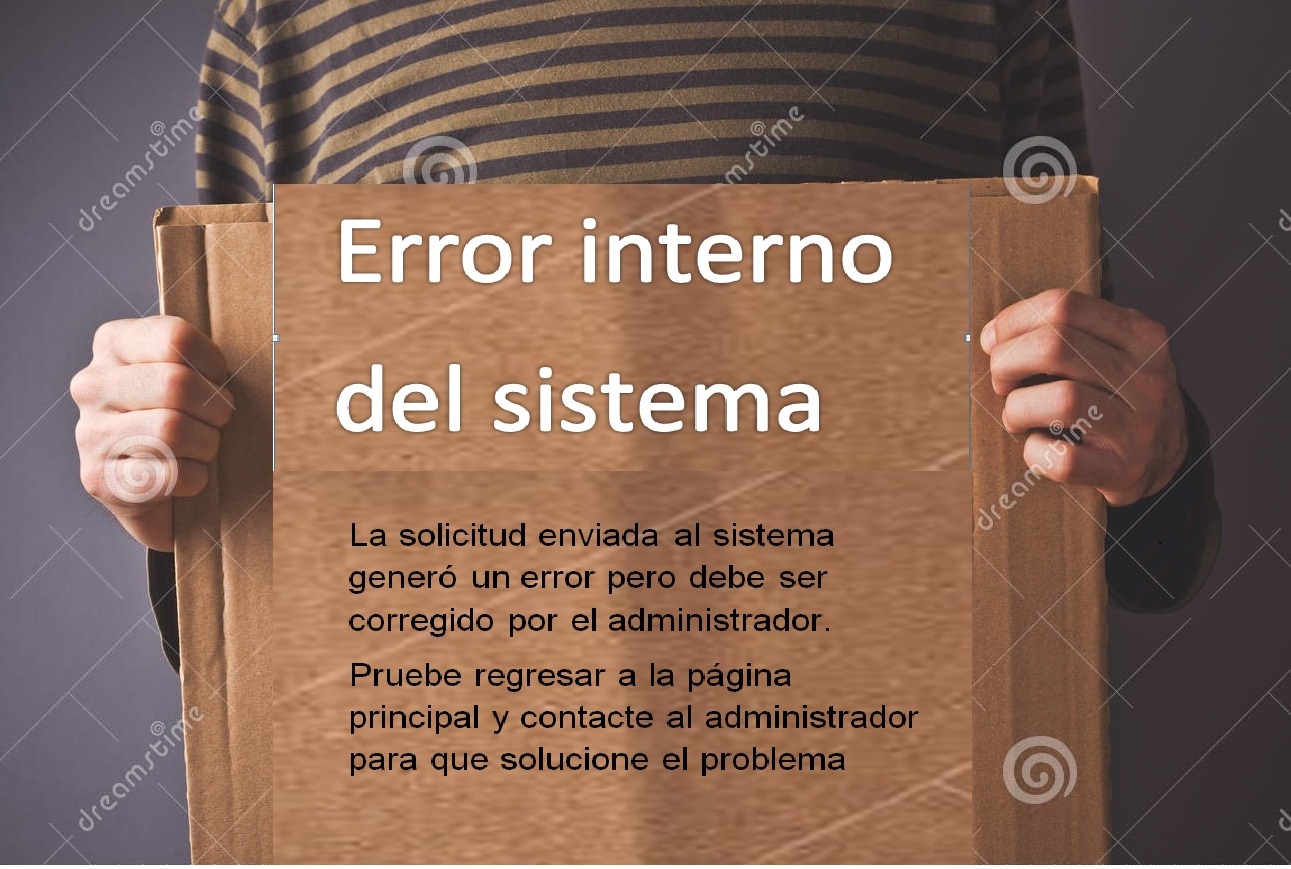 Error interno
del sistema
La solicitud enviada al sistema
generó un error pero debe ser
corregido por el administrador.
Pruebe regresar a la página
principal y contacte al administrador
para que solucione el problema
dreamstime
dreamstime
dreamstime
dreamstime